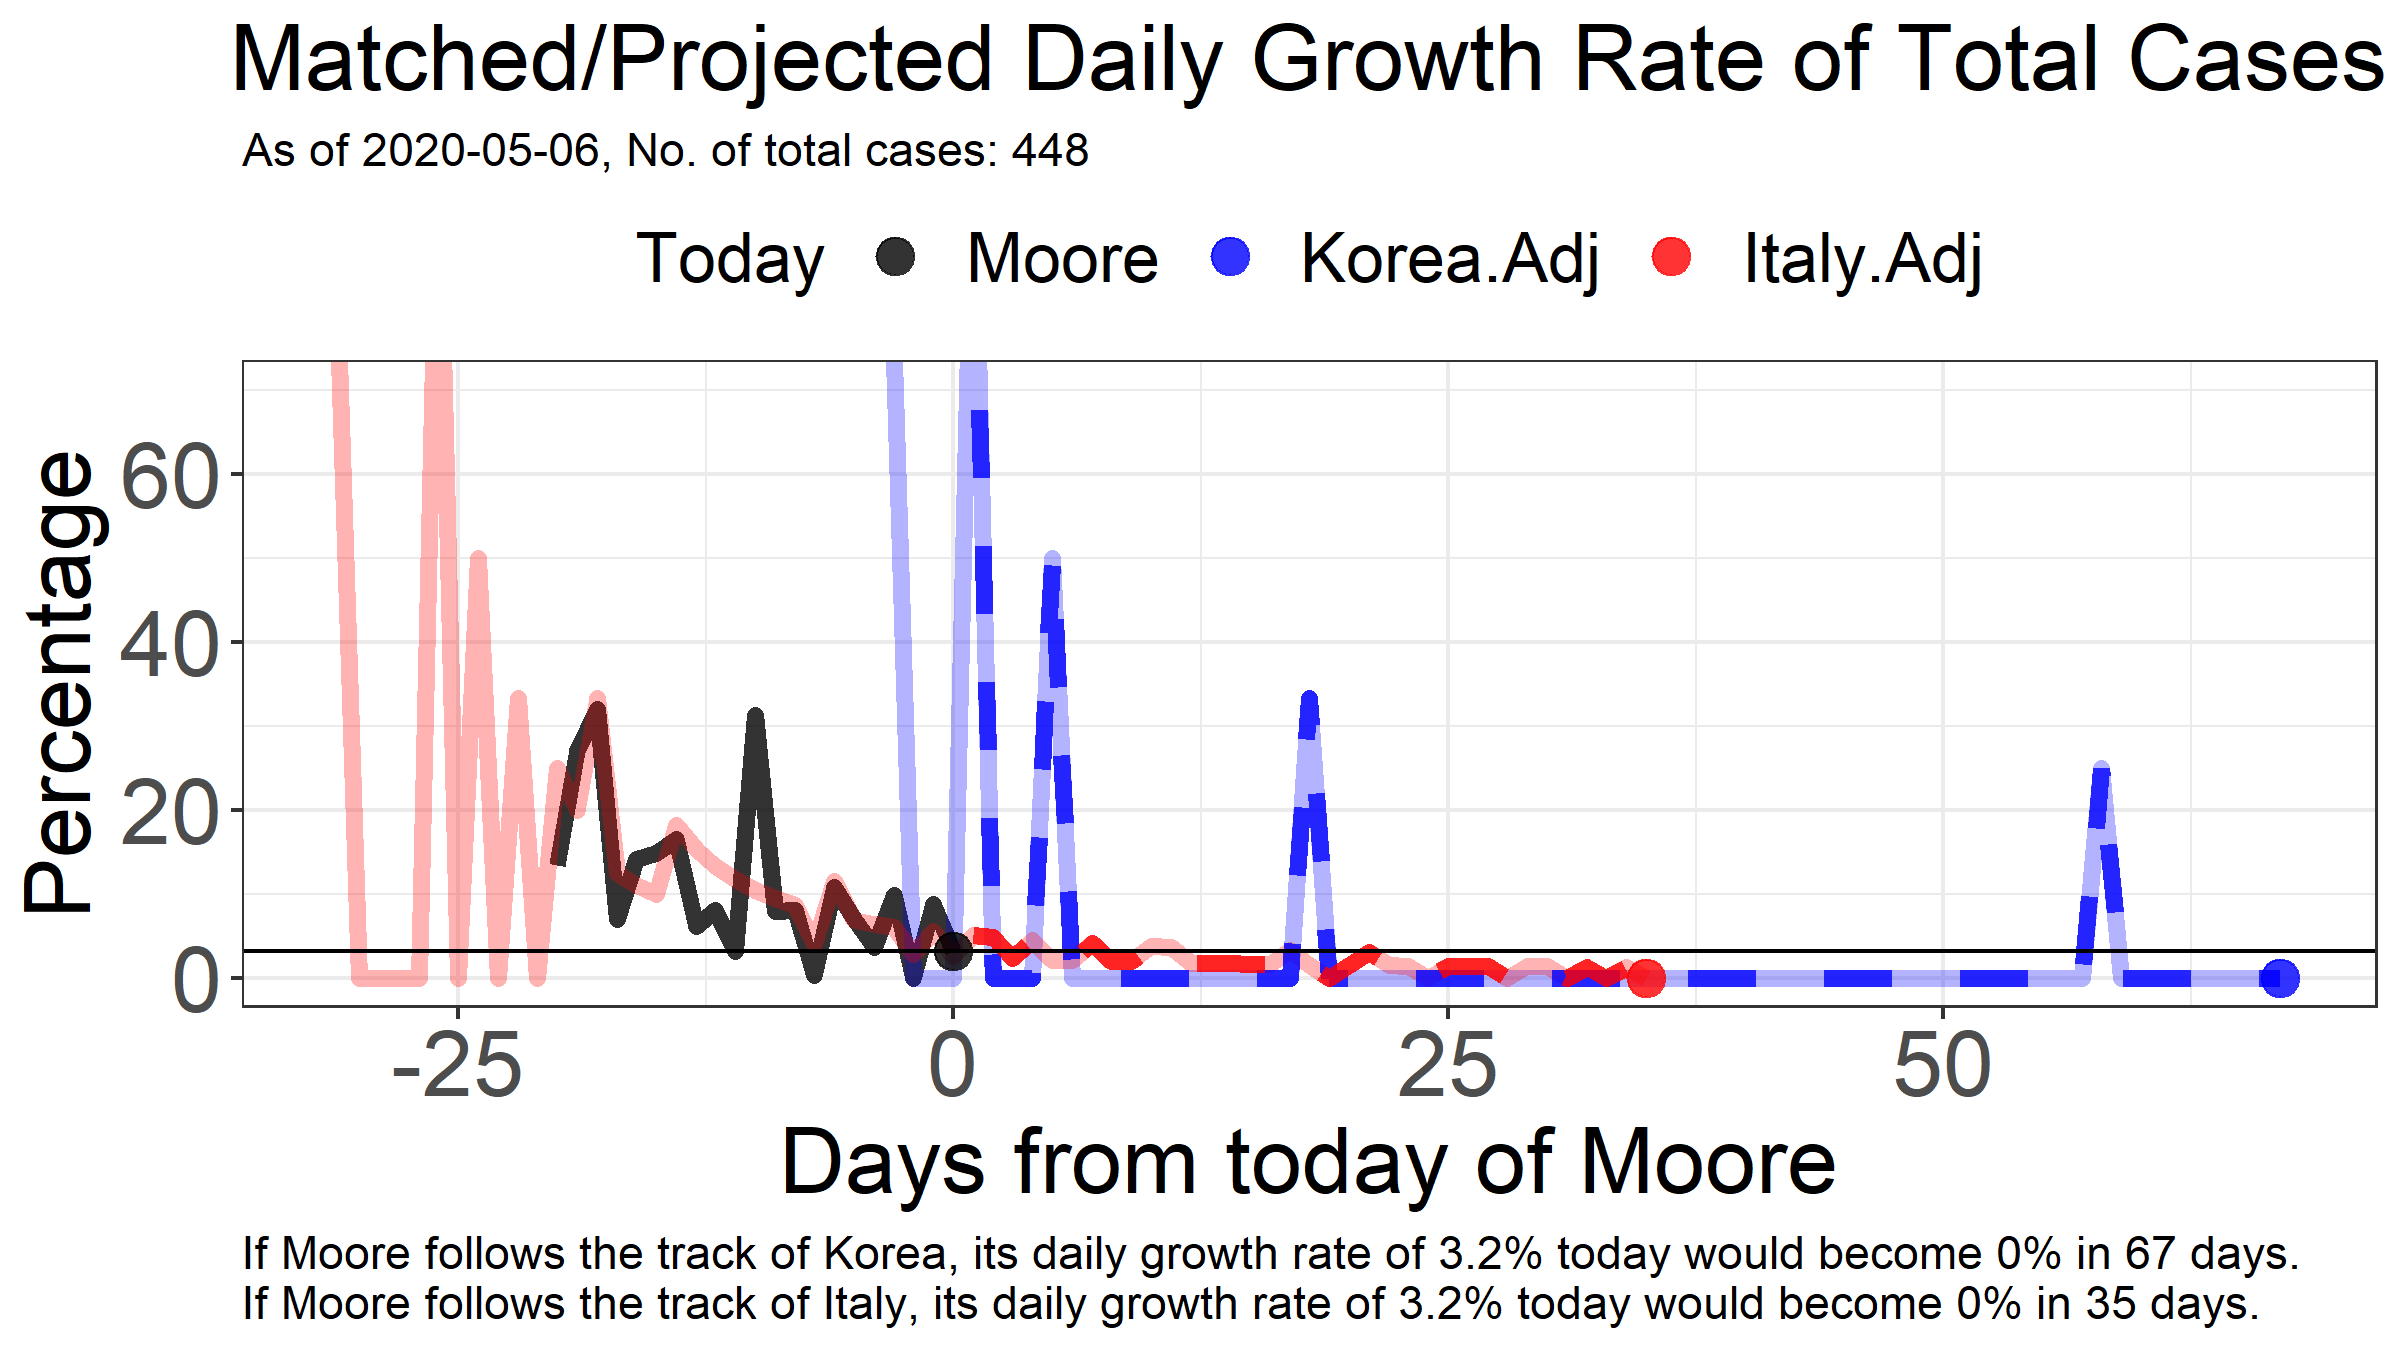 Matched/Projected Daily Growth Rate of Total Cases
As of 2020-05-06, No. of total cases: 448
Today Moore Korea.Adj Italy.Adj
Percentage
60
40
20
0
-25 0 25 50
Days from today of Moore
If Moore follows the track of Korea, its daily growth rate of 3.2% today would become 0% in 67 days.
If Moore follows the track of Italy, its daily growth rate of 3.2% today would become 0% in 35 days.